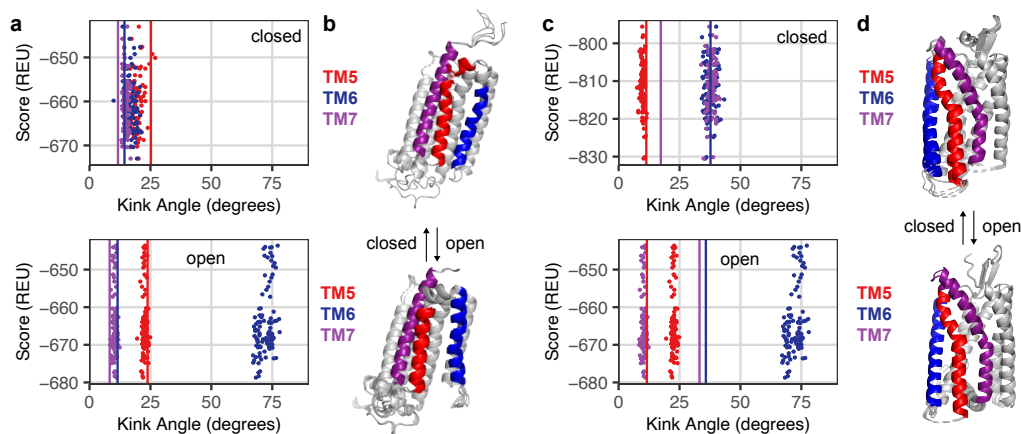 a
closed
Score (REU)
−650
−660
−670
0
25
50
75
Kink Angle (degrees)
open
Score (REU)
−650
−660
−670
−680
0
25
50
75
Kink Angle (degrees)
b
TM5
TM6
TM7
closed
open
TM5
TM6
TM7
c
closed
Score (REU)
−800
−810
−820
−830
0
25
50
75
Kink Angle (degrees)
open
Score (REU)
−650
−660
−670
−680
0
25
50
75
Kink Angle (degrees)
d
TM5
TM6
TM7
closed
open
TM5
TM6
TM7